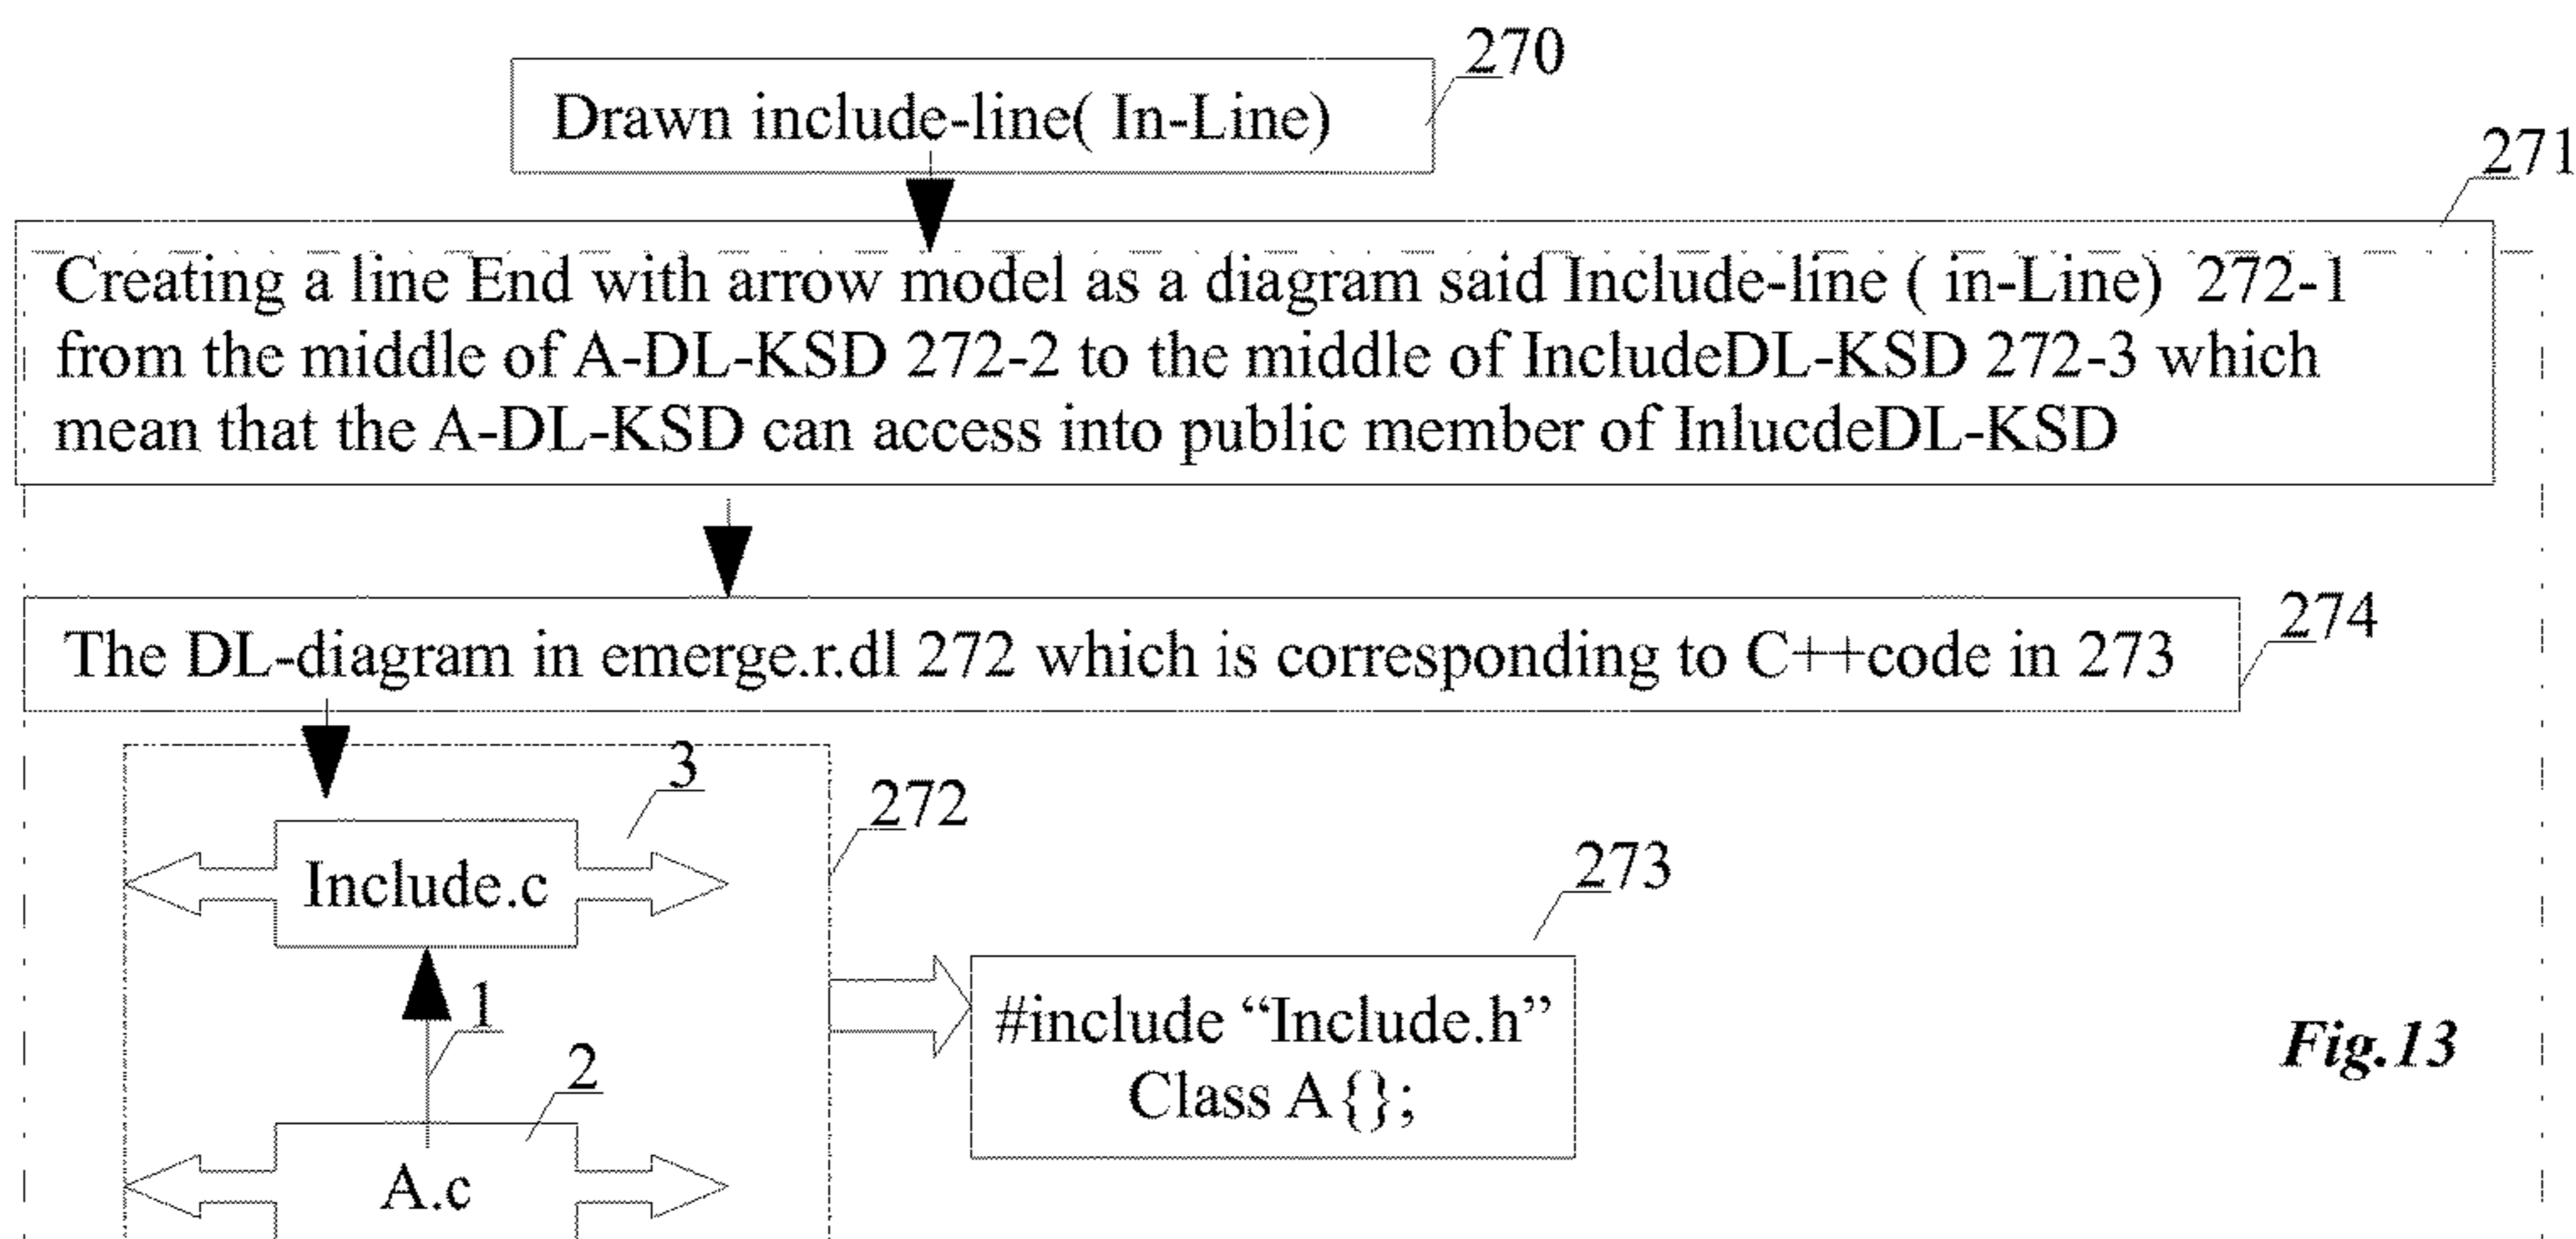 270
Drawn include-line( In-Line)
271
Creating a line End with arrow model as a diagram said Include-line ( in-Line) 272-1
from the middle of A-DL-KSD 272-2 to the middle of IncludeDL-KSD 272-3 which
mean that the A-DL-KSD can access into public member of InlucdeDL-KSD
274
The DL-diagram in emerge.r.dl 272 which is corresponding to C++code in 273
3
272
Include.c
273
1
#include “Include.h”
Class A{};
2
A.c
Fig.13